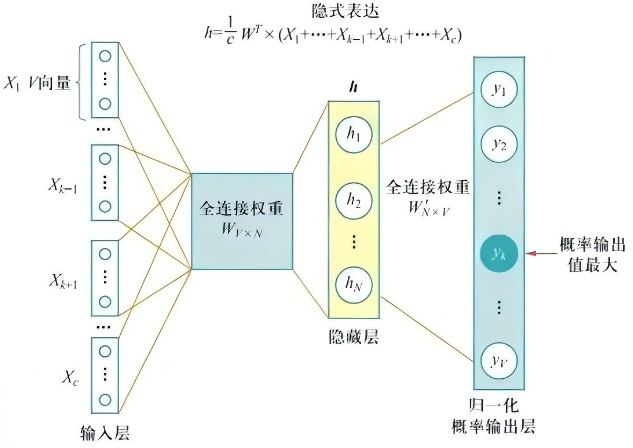 隐式表达
h=1/c W^T×(X_1+⋯+X_{k-1}+X_{k+1}+⋯+X_c)
X_1 V向量
⋮
…
X_{k-1}
⋮
X_{k+1}
⋮
…
X_c
⋮
输入层
全连接权重
W_{V×N}
h
h_1
h_2
⋮
h_N
隐藏层
全连接权重
W′_{N×V}
y_1
y_2
⋮
y_k
⋮
y_V
归一化
概率输出层
概率输出
值最大